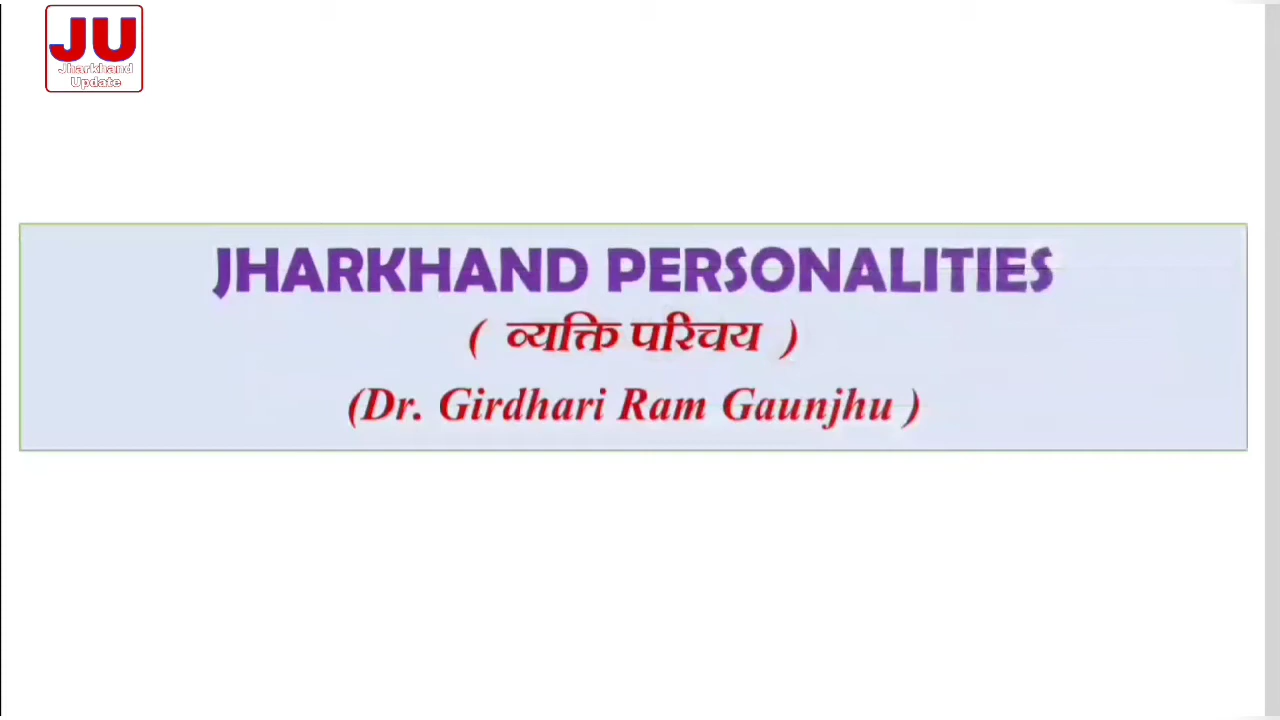 JU
Jharkhand
Update
JHARKHAND PERSONALITIES
( व्यक्ति परिचय )
(Dr. Girdhari Ram Gaunjhu )